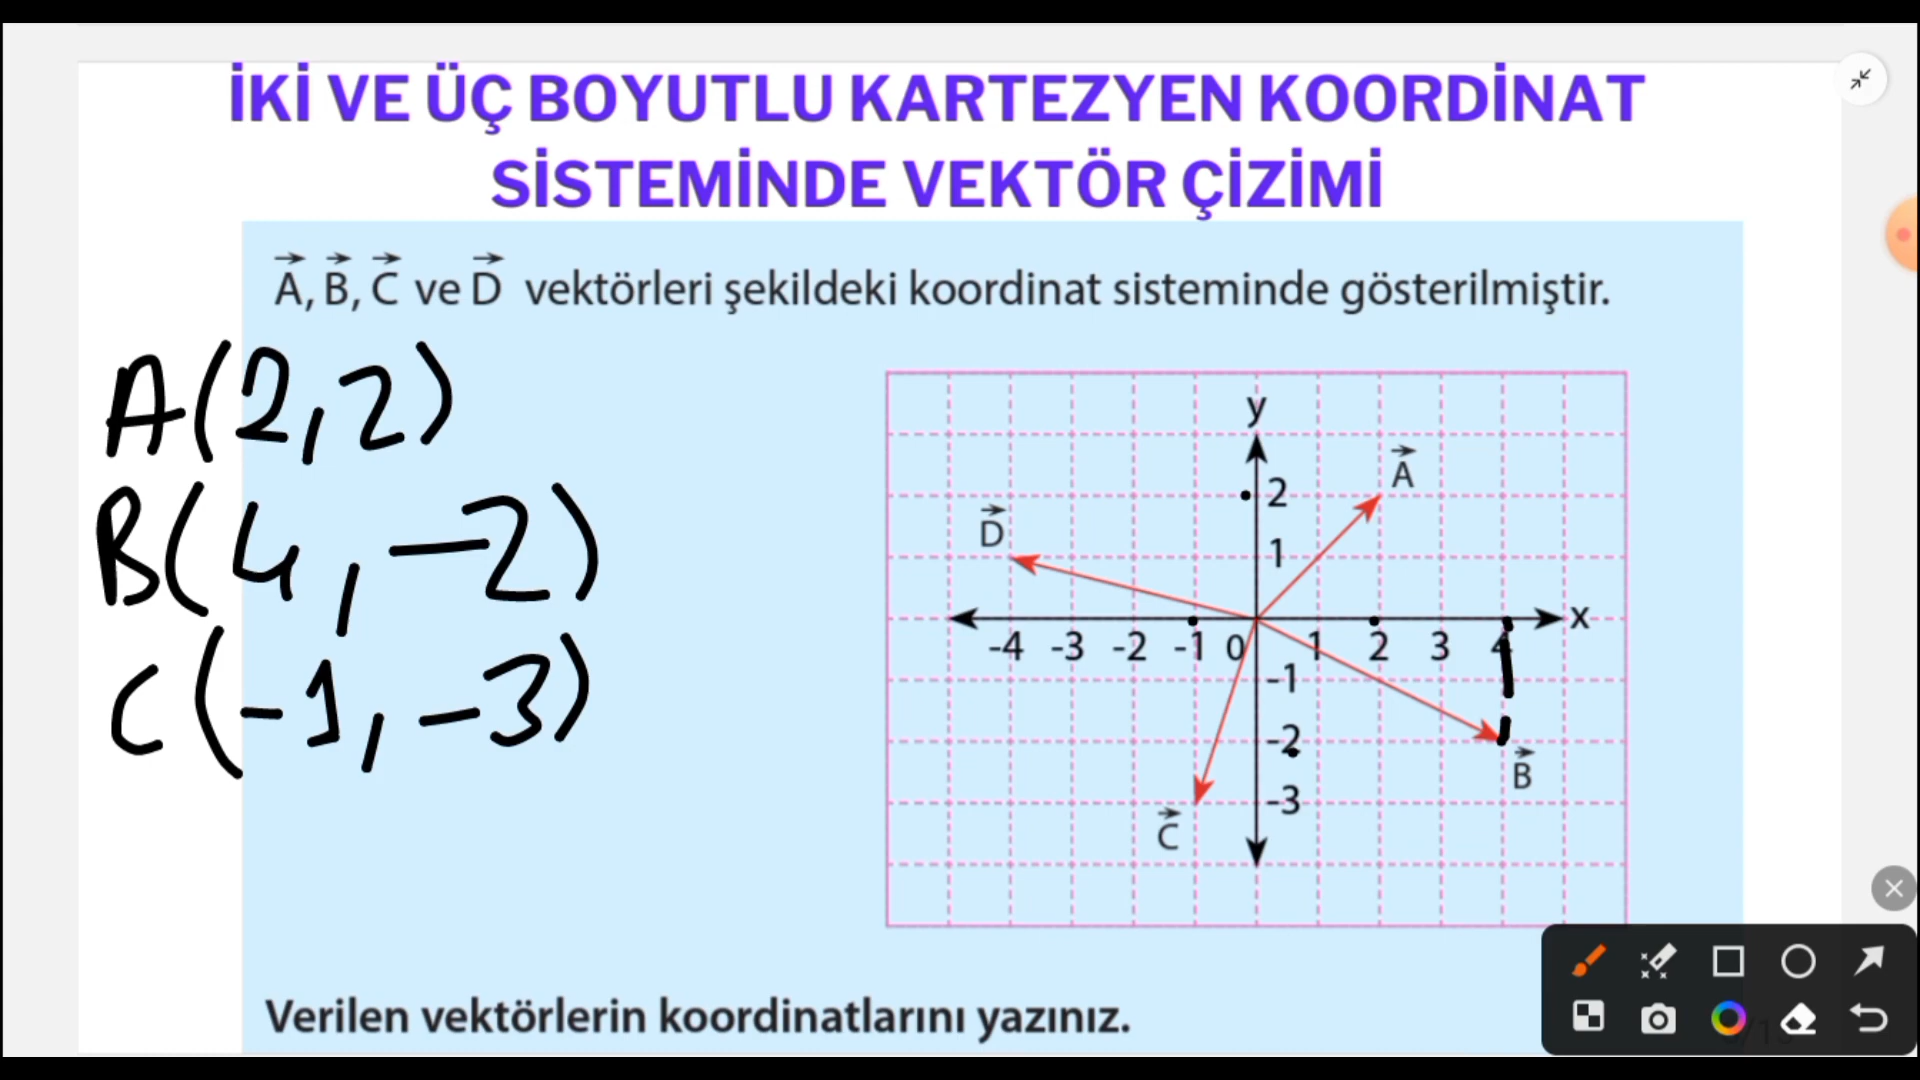 İKİ VE ÜÇ BOYUTLU KARTEZYEN KOORDİNAT
SİSTEMİNDE VEKTÖR ÇİZİMİ
A, B, C ve D vektörleri şekildeki koordinat sisteminde gösterilmiştir.
A(2,2)
B(4,-2)
C(-1,-3)
y
A
2
D
1
x
-4 -3 -2 -1 0 1 2 3 4
-1
-2
B
-3
C
Verilen vektörlerin koordinatlarını yazınız.